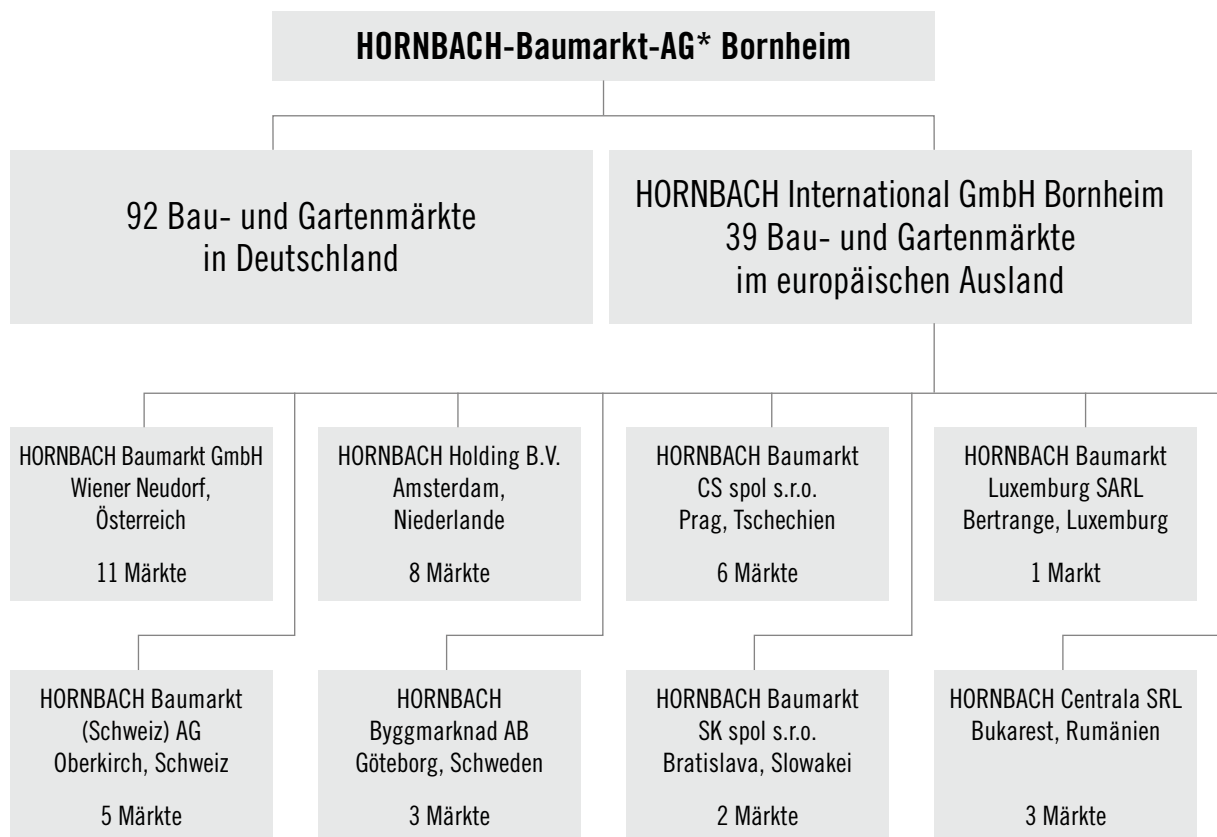 HORNBACH-Baumarkt-AG* Bornheim
92 Bau- und Gartenmärkte
in Deutschland
HORNBACH International GmbH Bornheim
39 Bau- und Gartenmärkte
im europäischen Ausland
HORNBACH Baumarkt GmbH
Wiener Neudorf,
Österreich
11 Märkte
HORNBACH Holding B.V.
Amsterdam,
Niederlande
8 Märkte
HORNBACH Baumarkt
CS spol s.r.o.
Prag, Tschechien
6 Märkte
HORNBACH Baumarkt
Luxemburg SARL
Bertrange, Luxemburg
1 Markt
HORNBACH Baumarkt
(Schweiz) AG
Oberkirch, Schweiz
5 Märkte
HORNBACH
Byggmarknad AB
Göteborg, Schweden
3 Märkte
HORNBACH Baumarkt
SK spol s.r.o.
Bratislava, Slowakei
2 Märkte
HORNBACH Centrala SRL
Bukarest, Rumänien
3 Märkte